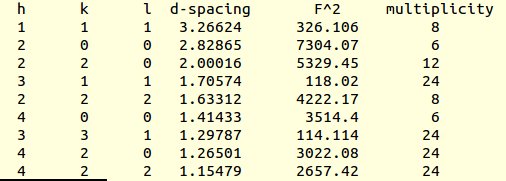 h k l d-spacing F^2 multiplicity
1 1 1 3.26624 326.106 8
2 0 0 2.82865 7304.07 6
2 2 0 2.00016 5329.45 12
3 1 1 1.70574 118.02 24
2 2 2 1.63312 4222.17 8
4 0 0 1.41433 3514.4 6
3 3 1 1.29787 114.114 24
4 2 0 1.26501 3022.08 24
4 2 2 1.15479 2657.42 24